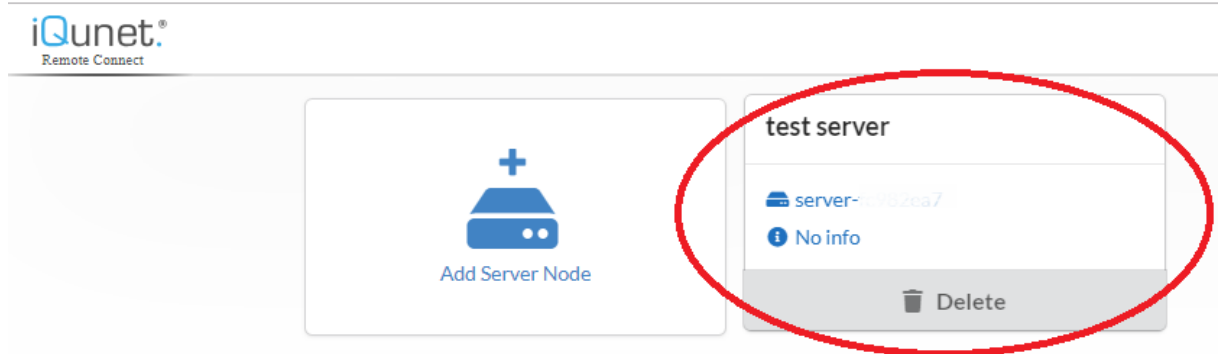 iQunet.®
Remote Connect
Add Server Node
test server
server-
No info
Delete